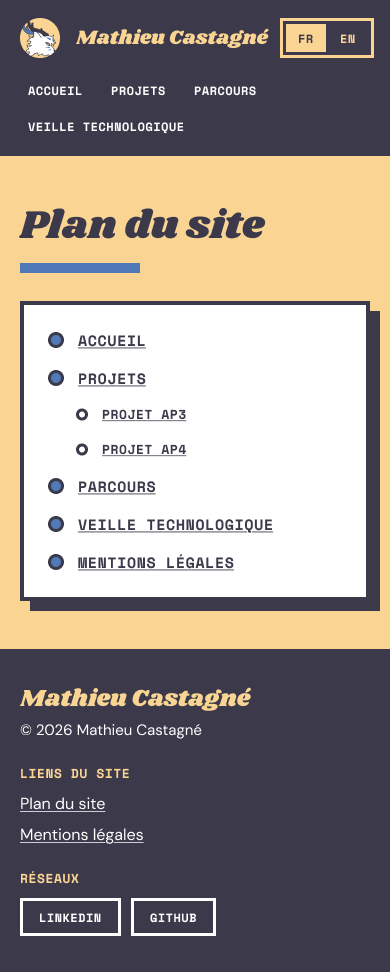 Mathieu Castagné
FR EN
ACCUEIL PROJETS PARCOURS
VEILLE TECHNOLOGIQUE
Plan du site
ACCUEIL
PROJETS
PROJET AP3
PROJET AP4
PARCOURS
VEILLE TECHNOLOGIQUE
MENTIONS LÉGALES
Mathieu Castagné
© 2026 Mathieu Castagné
LIENS DU SITE
Plan du site
Mentions légales
RÉSEAUX
LINKEDIN GITHUB